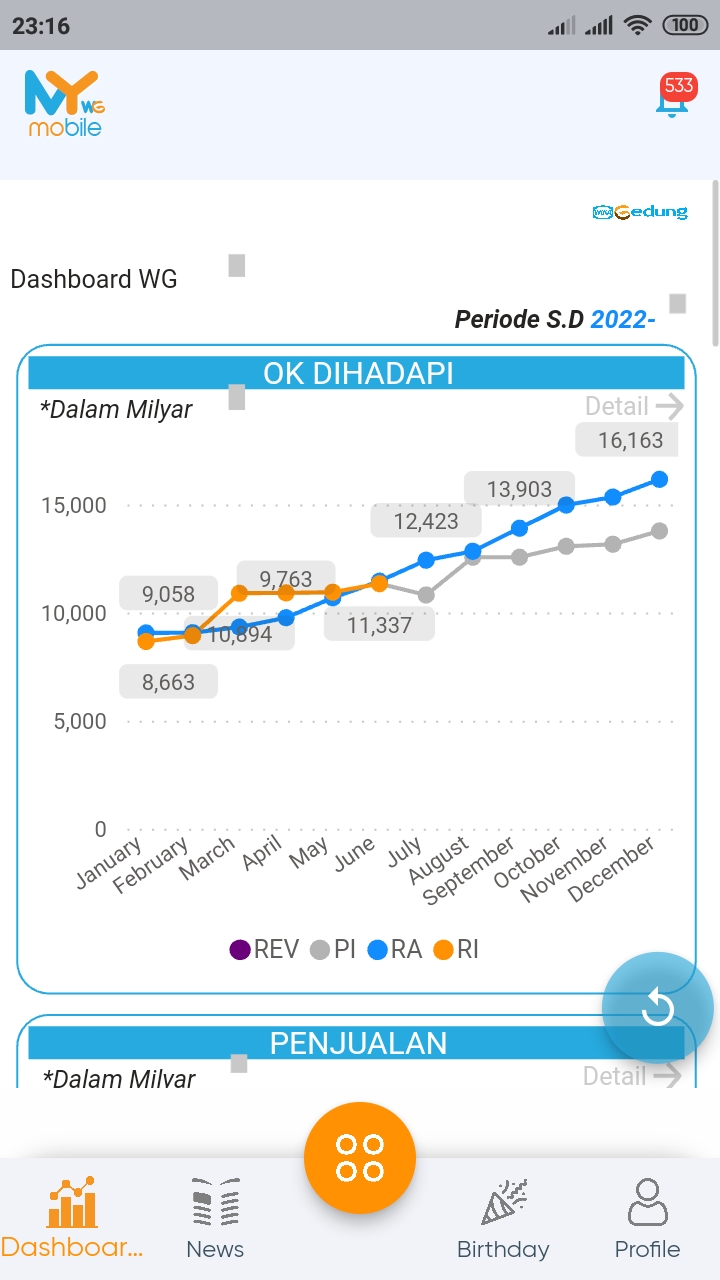 23:16
100
MY WG
mobile
533
WIKA Gedung
Dashboard WG
Periode S.D 2022-
OK DIHADAPI
*Dalam Milyar
Detail
16,163
15,000
13,903
12,423
9,763
9,058
10,000
10,894
11,337
8,663
5,000
0
January
February
March
April
May
June
July
August
September
October
November
December
REV PI RA RI
PENJUALAN
*Dalam Milyar
Detail
Dashboar...
News
Birthday
Profile